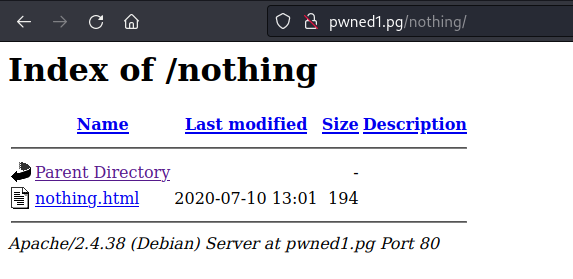 pwned1.pg/nothing/
Index of /nothing
Name Last modified Size Description
Parent Directory -
nothing.html 2020-07-10 13:01 194
Apache/2.4.38 (Debian) Server at pwned1.pg Port 80